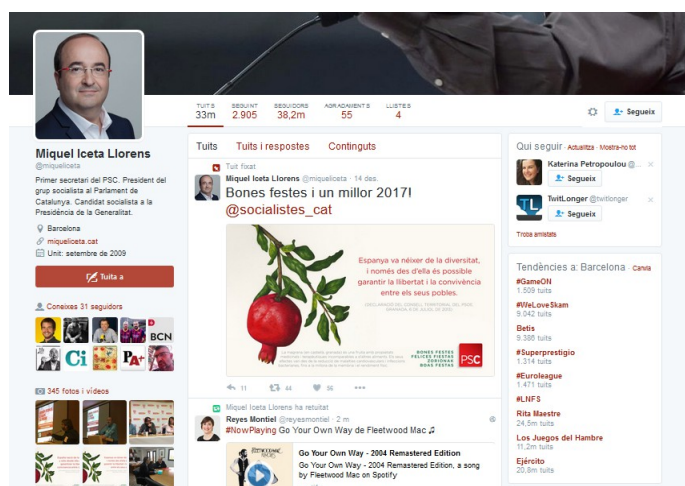 TUITS
SEGUINT
SEGUIDORS
AGRADAMENTS
LLISTES
33m
2.905
38,2m
55
4
Segueix
Miquel Iceta Llorens
@miqueliceta
Primer secretari del PSC. President del
grup socialista al Parlament de
Catalunya. Candidat socialista a la
Presidència de la Generalitat.
Barcelona
miqueliceta.cat
Unit: setembre de 2009
Tuita a
Coneixes 31 seguidors
BCN
Ci
PA+
345 fotos i vídeos
Tuits
Tuits i respostes
Continguts
Tuit fixat
Miquel Iceta Llorens @miqueliceta · 14 des.
Bones festes i un millor 2017!
@socialistes_cat
Espanya va néixer de la diversitat,
i només des d'ella és possible
garantir la llibertat i la convivència
entre els seus pobles.
BONES FESTES
FELICES FIESTAS
ZORIONAK
BOAS FESTAS
PSC
11
44
96
Miquel Iceta Llorens ha retuitat
Reyes Montiel @reyesmontiel · 2 m
#NowPlaying Go Your Own Way de Fleetwood Mac ♫
Go Your Own Way - 2004 Remastered Edition
Go Your Own Way - 2004 Remastered Edition, a song
by Fleetwood Mac on Spotify
Qui seguir · Actualitza · Mostra-ho tot
Katerina Petropoulou @...
Segueix
TwitLonger @twitlonger
Segueix
Troba amistats
Tendències a: Barcelona · Canvia
#GameON
1.509 tuits
#WeLoveSkam
9.042 tuits
Betis
9.386 tuits
#Superprestigio
1.314 tuits
#Euroleague
1.471 tuits
#LNFS
Rita Maestre
24,5m tuits
Los Juegos del Hambre
11,2m tuits
Ejército
20,8m tuits